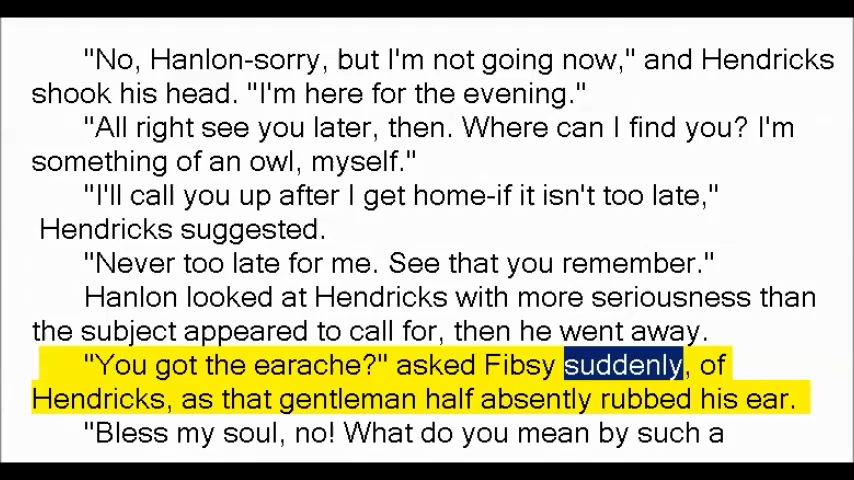 "No, Hanlon-sorry, but I'm not going now," and Hendricks
shook his head. "I'm here for the evening."
"All right see you later, then. Where can I find you? I'm
something of an owl, myself."
"I'll call you up after I get home-if it isn't too late,"
Hendricks suggested.
"Never too late for me. See that you remember."
Hanlon looked at Hendricks with more seriousness than
the subject appeared to call for, then he went away.
"You got the earache?" asked Fibsy suddenly, of
Hendricks, as that gentleman half absently rubbed his ear.
"Bless my soul, no! What do you mean by such a